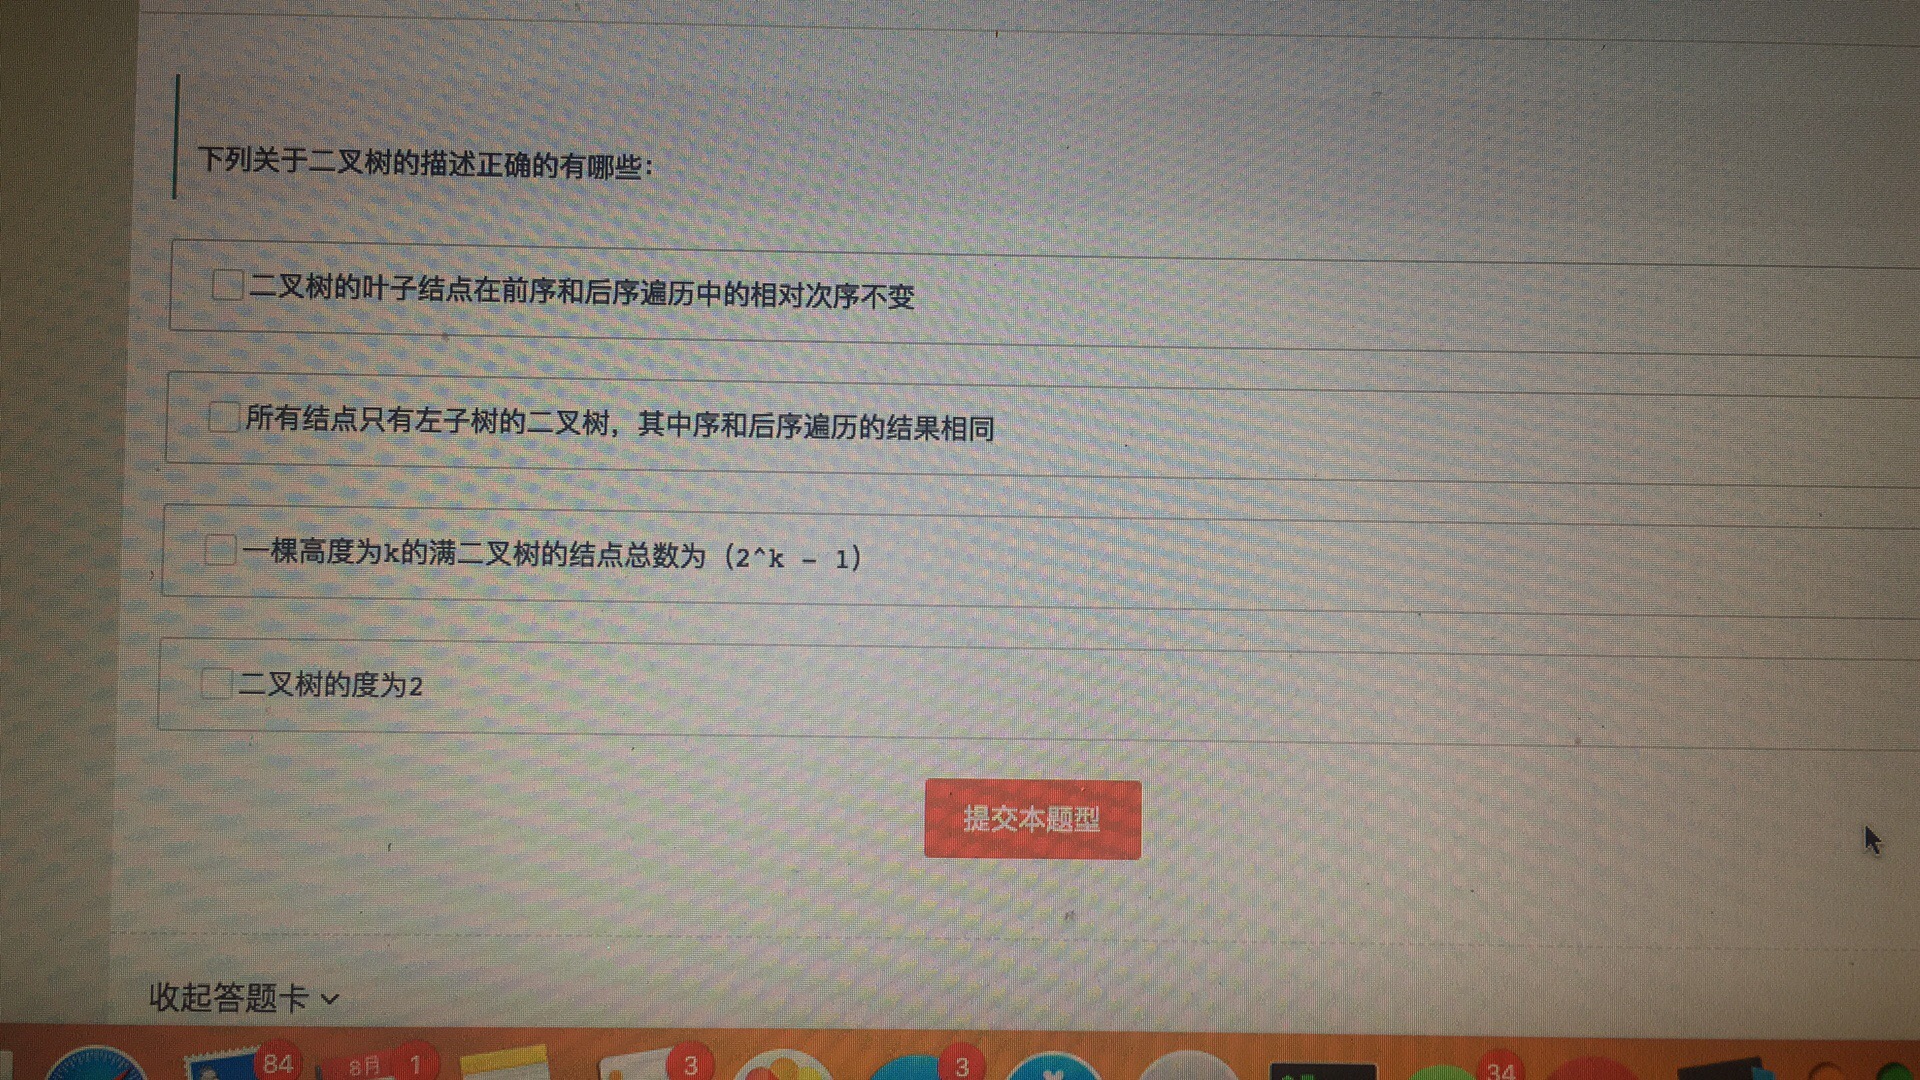 下列关于二叉树的描述正确的有哪些：
二叉树的叶子结点在前序和后序遍历中的相对次序不变
所有结点只有左子树的二叉树，其中序和后序遍历的结果相同
一棵高度为k的满二叉树的结点总数为（2^k - 1）
二叉树的度为2
提交本题型
收起答题卡
84
8月
1
3
3
34